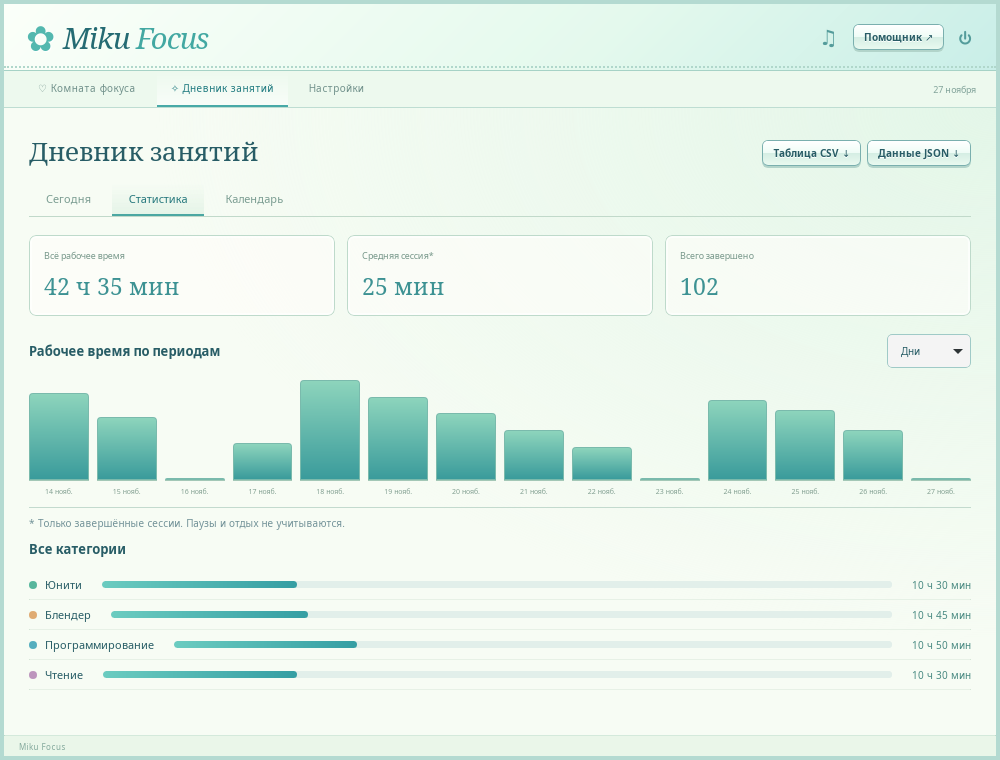 Miku Focus
Помощник ↗
♡ Комната фокуса
✧ Дневник занятий
Настройки
27 ноября
Дневник занятий
Таблица CSV ↓
Данные JSON ↓
Сегодня
Статистика
Календарь
Всё рабочее время
Средняя сессия*
Всего завершено
42 ч 35 мин
25 мин
102
Рабочее время по периодам
Дни
14 нояб.
15 нояб.
16 нояб.
17 нояб.
18 нояб.
19 нояб.
20 нояб.
21 нояб.
22 нояб.
23 нояб.
24 нояб.
25 нояб.
26 нояб.
27 нояб.
* Только завершённые сессии. Паузы и отдых не учитываются.
Все категории
Юнити 10 ч 30 мин
Блендер 10 ч 45 мин
Программирование 10 ч 50 мин
Чтение 10 ч 30 мин
Miku Focus